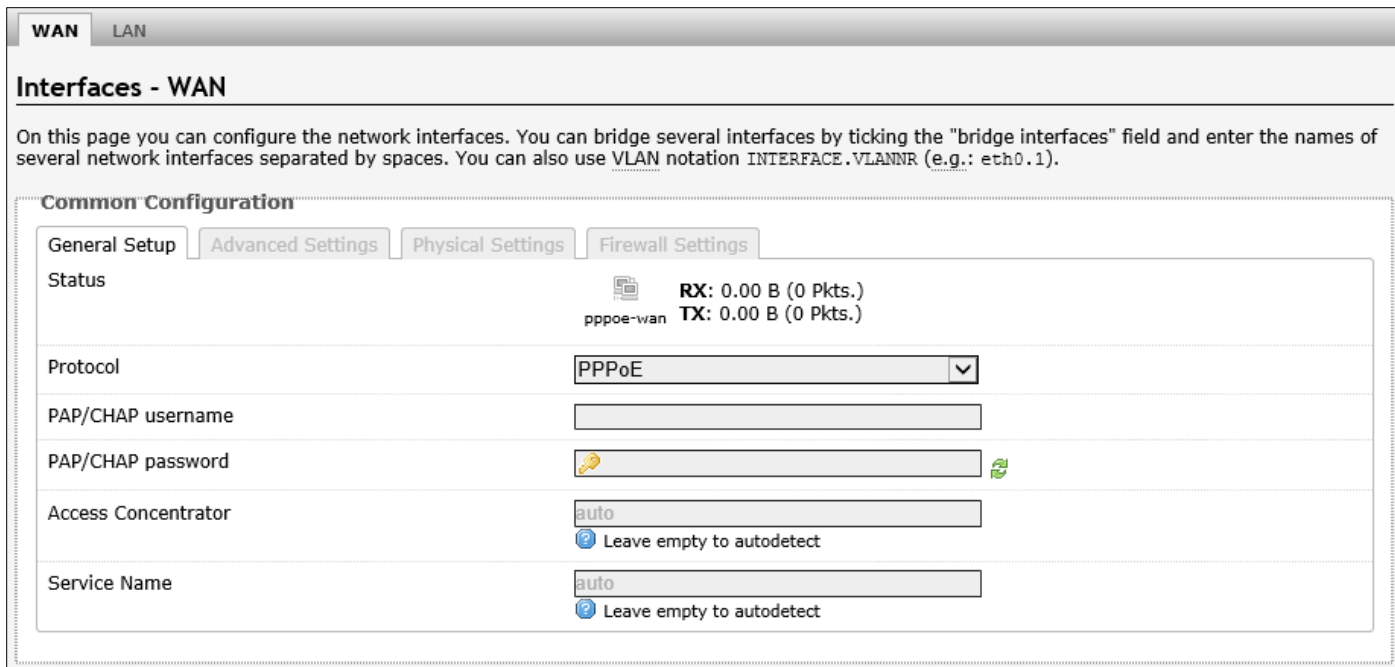 WAN LAN
Interfaces - WAN
On this page you can configure the network interfaces. You can bridge several interfaces by ticking the "bridge interfaces" field and enter the names of
several network interfaces separated by spaces. You can also use VLAN notation INTERFACE.VLANNR (e.g.: eth0.1).
Common Configuration
General Setup Advanced Settings Physical Settings Firewall Settings
Status
RX: 0.00 B (0 Pkts.)
pppoe-wan TX: 0.00 B (0 Pkts.)
Protocol PPPoE
PAP/CHAP username
PAP/CHAP password
Access Concentrator auto
Leave empty to autodetect
Service Name auto
Leave empty to autodetect